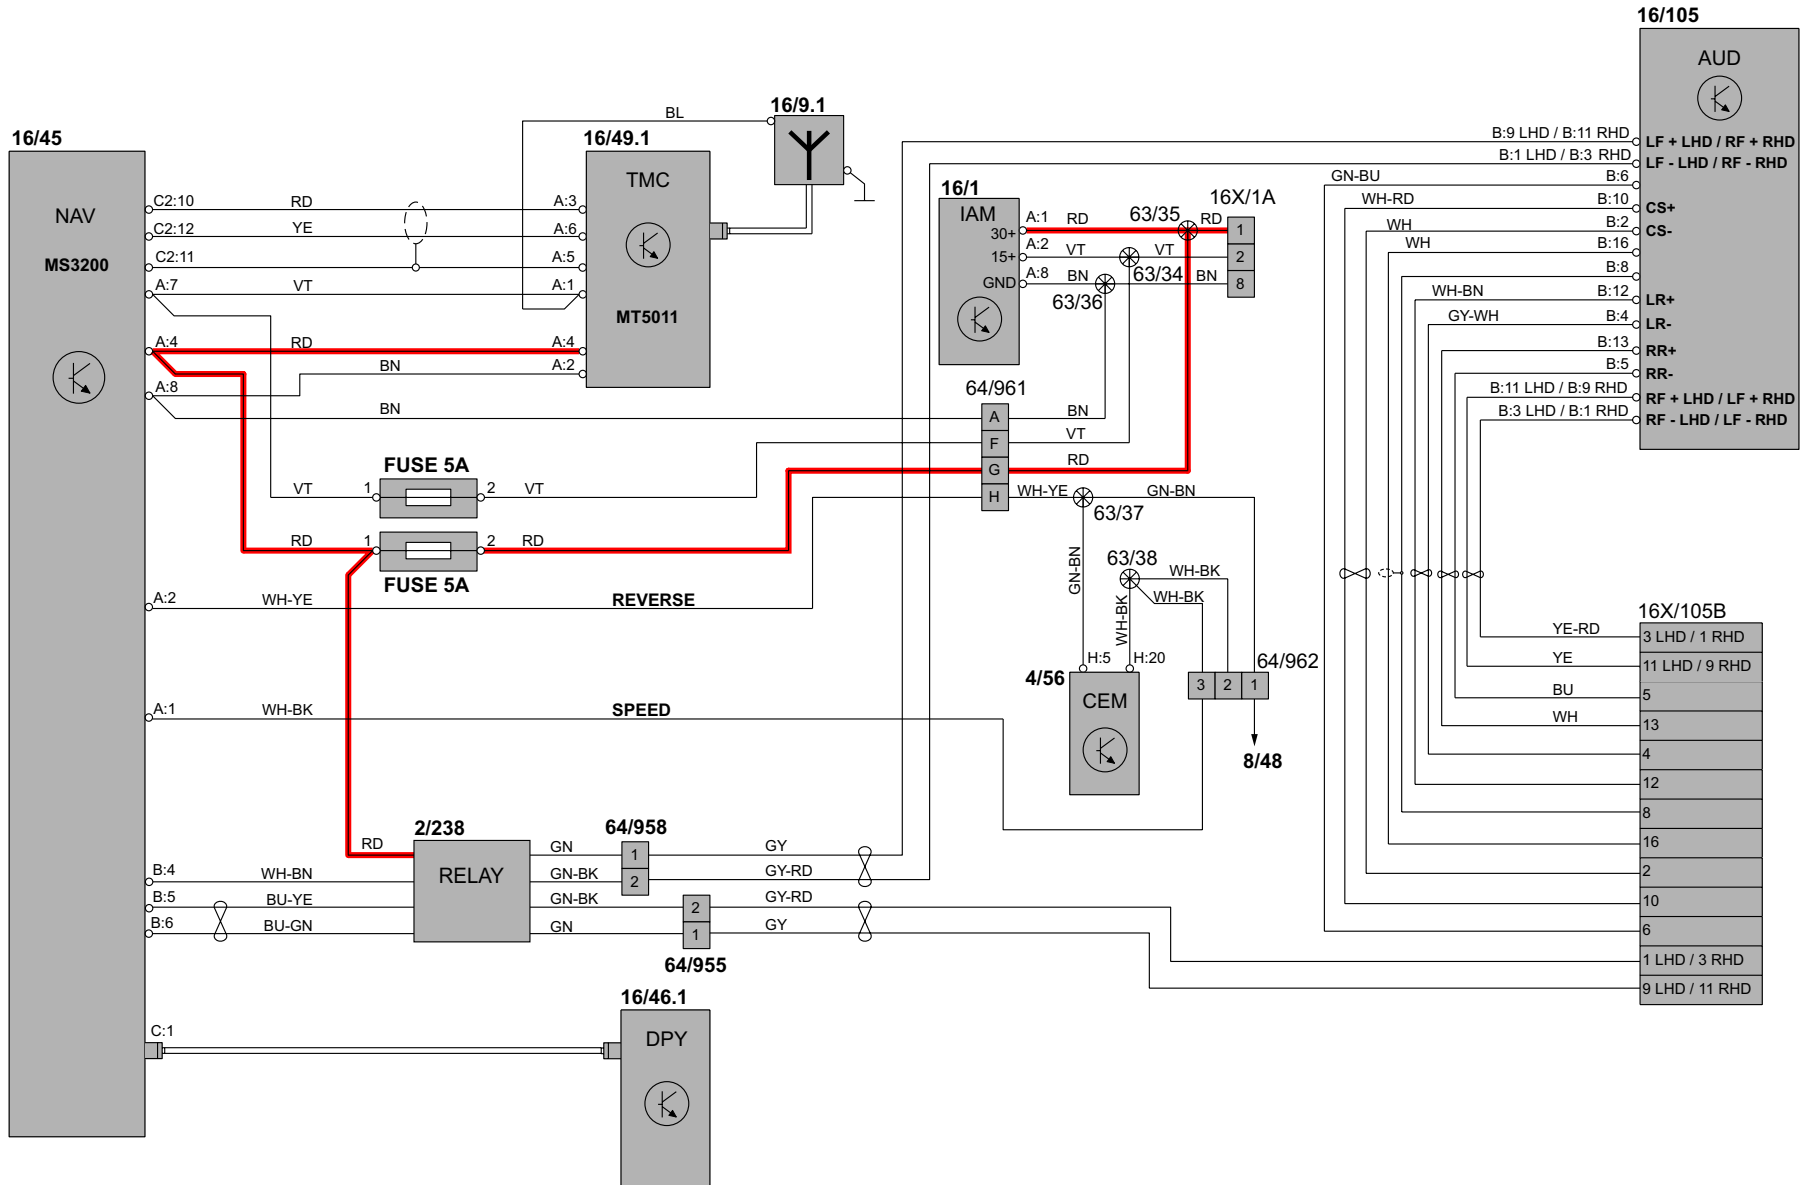 16/105
AUD
B:9 LHD / B:11 RHD
LF + LHD / RF + RHD
B:1 LHD / B:3 RHD
LF - LHD / RF - RHD
GN-BU
B:6
WH-RD
B:10
CS+
WH
B:2
CS-
WH
B:16
B:8
WH-BN
B:12
LR+
GY-WH
B:4
LR-
B:13
RR+
B:5
RR-
B:11 LHD / B:9 RHD
RF + LHD / LF + RHD
B:3 LHD / B:1 RHD
RF - LHD / LF - RHD
16/45
NAV
MS3200
C2:10
RD
A:3
C2:12
YE
A:6
C2:11
A:5
A:7
VT
A:1
A:4
RD
A:4
BN
A:2
A:8
BN
BL
16/9.1
16/49.1
TMC
MT5011
16/1
IAM
30+
15+
GND
A:1
RD
63/35
RD
16X/1A
1
A:2
VT
63/34
VT
2
A:8
BN
63/36
BN
8
64/961
A
BN
F
VT
G
RD
H
WH-YE
63/37
GN-BN
FUSE 5A
VT
1
2
VT
RD
1
2
RD
FUSE 5A
A:2
WH-YE
REVERSE
GN-BN
63/38
WH-BK
WH-BK
WH-BK
H:5
H:20
4/56
CEM
64/962
3
2
1
8/48
A:1
WH-BK
SPEED
16X/105B
YE-RD
3 LHD / 1 RHD
YE
11 LHD / 9 RHD
BU
5
WH
13
4
12
8
16
2
10
6
1 LHD / 3 RHD
9 LHD / 11 RHD
RD
2/238
RELAY
64/958
GN
1
GY
B:4
WH-BN
GN-BK
2
GY-RD
B:5
BU-YE
GN-BK
2
GY-RD
B:6
BU-GN
GN
1
GY
64/955
16/46.1
DPY
C:1